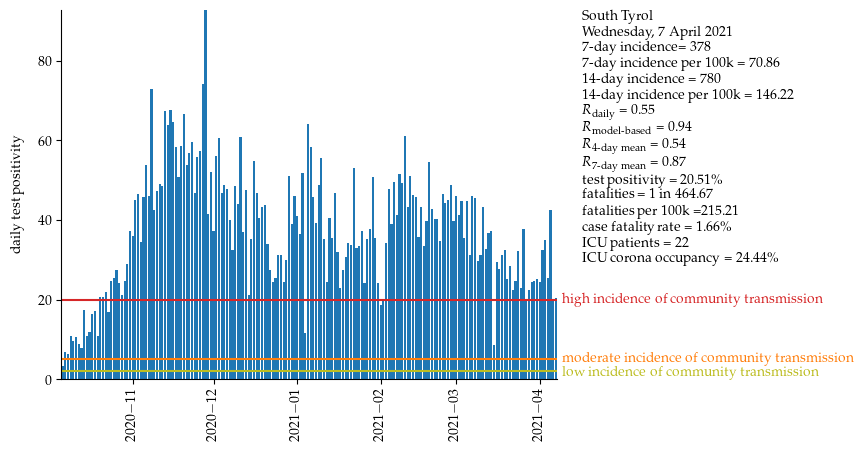 South Tyrol
Wednesday, 7 April 2021
7-day incidence= 378
7-day incidence per 100k = 70.86
14-day incidence = 780
14-day incidence per 100k = 146.22
R_daily = 0.55
R_model-based = 0.94
R_4-day mean = 0.54
R_7-day mean = 0.87
test positivity = 20.51%
fatalities = 1 in 464.67
fatalities per 100k =215.21
case fatality rate = 1.66%
ICU patients = 22
ICU corona occupancy = 24.44%
daily test positivity
80
60
40
20
0
high incidence of community transmission
moderate incidence of community transmission
low incidence of community transmission
2020−11
2020−12
2021−01
2021−02
2021−03
2021−04